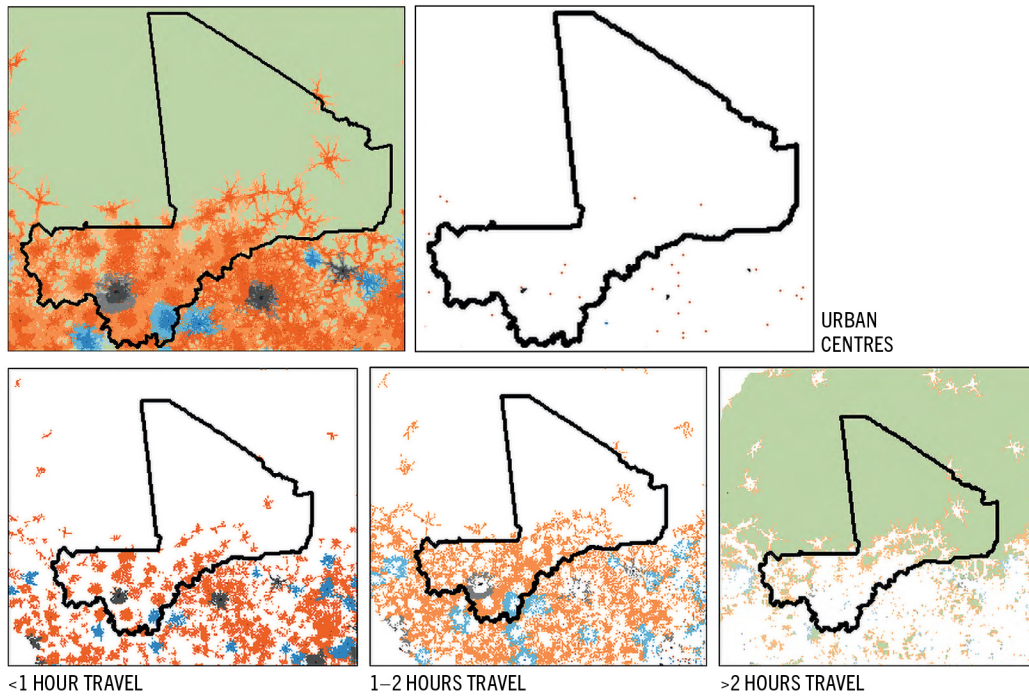 URBAN
CENTRES
<1 HOUR TRAVEL
1–2 HOURS TRAVEL
>2 HOURS TRAVEL